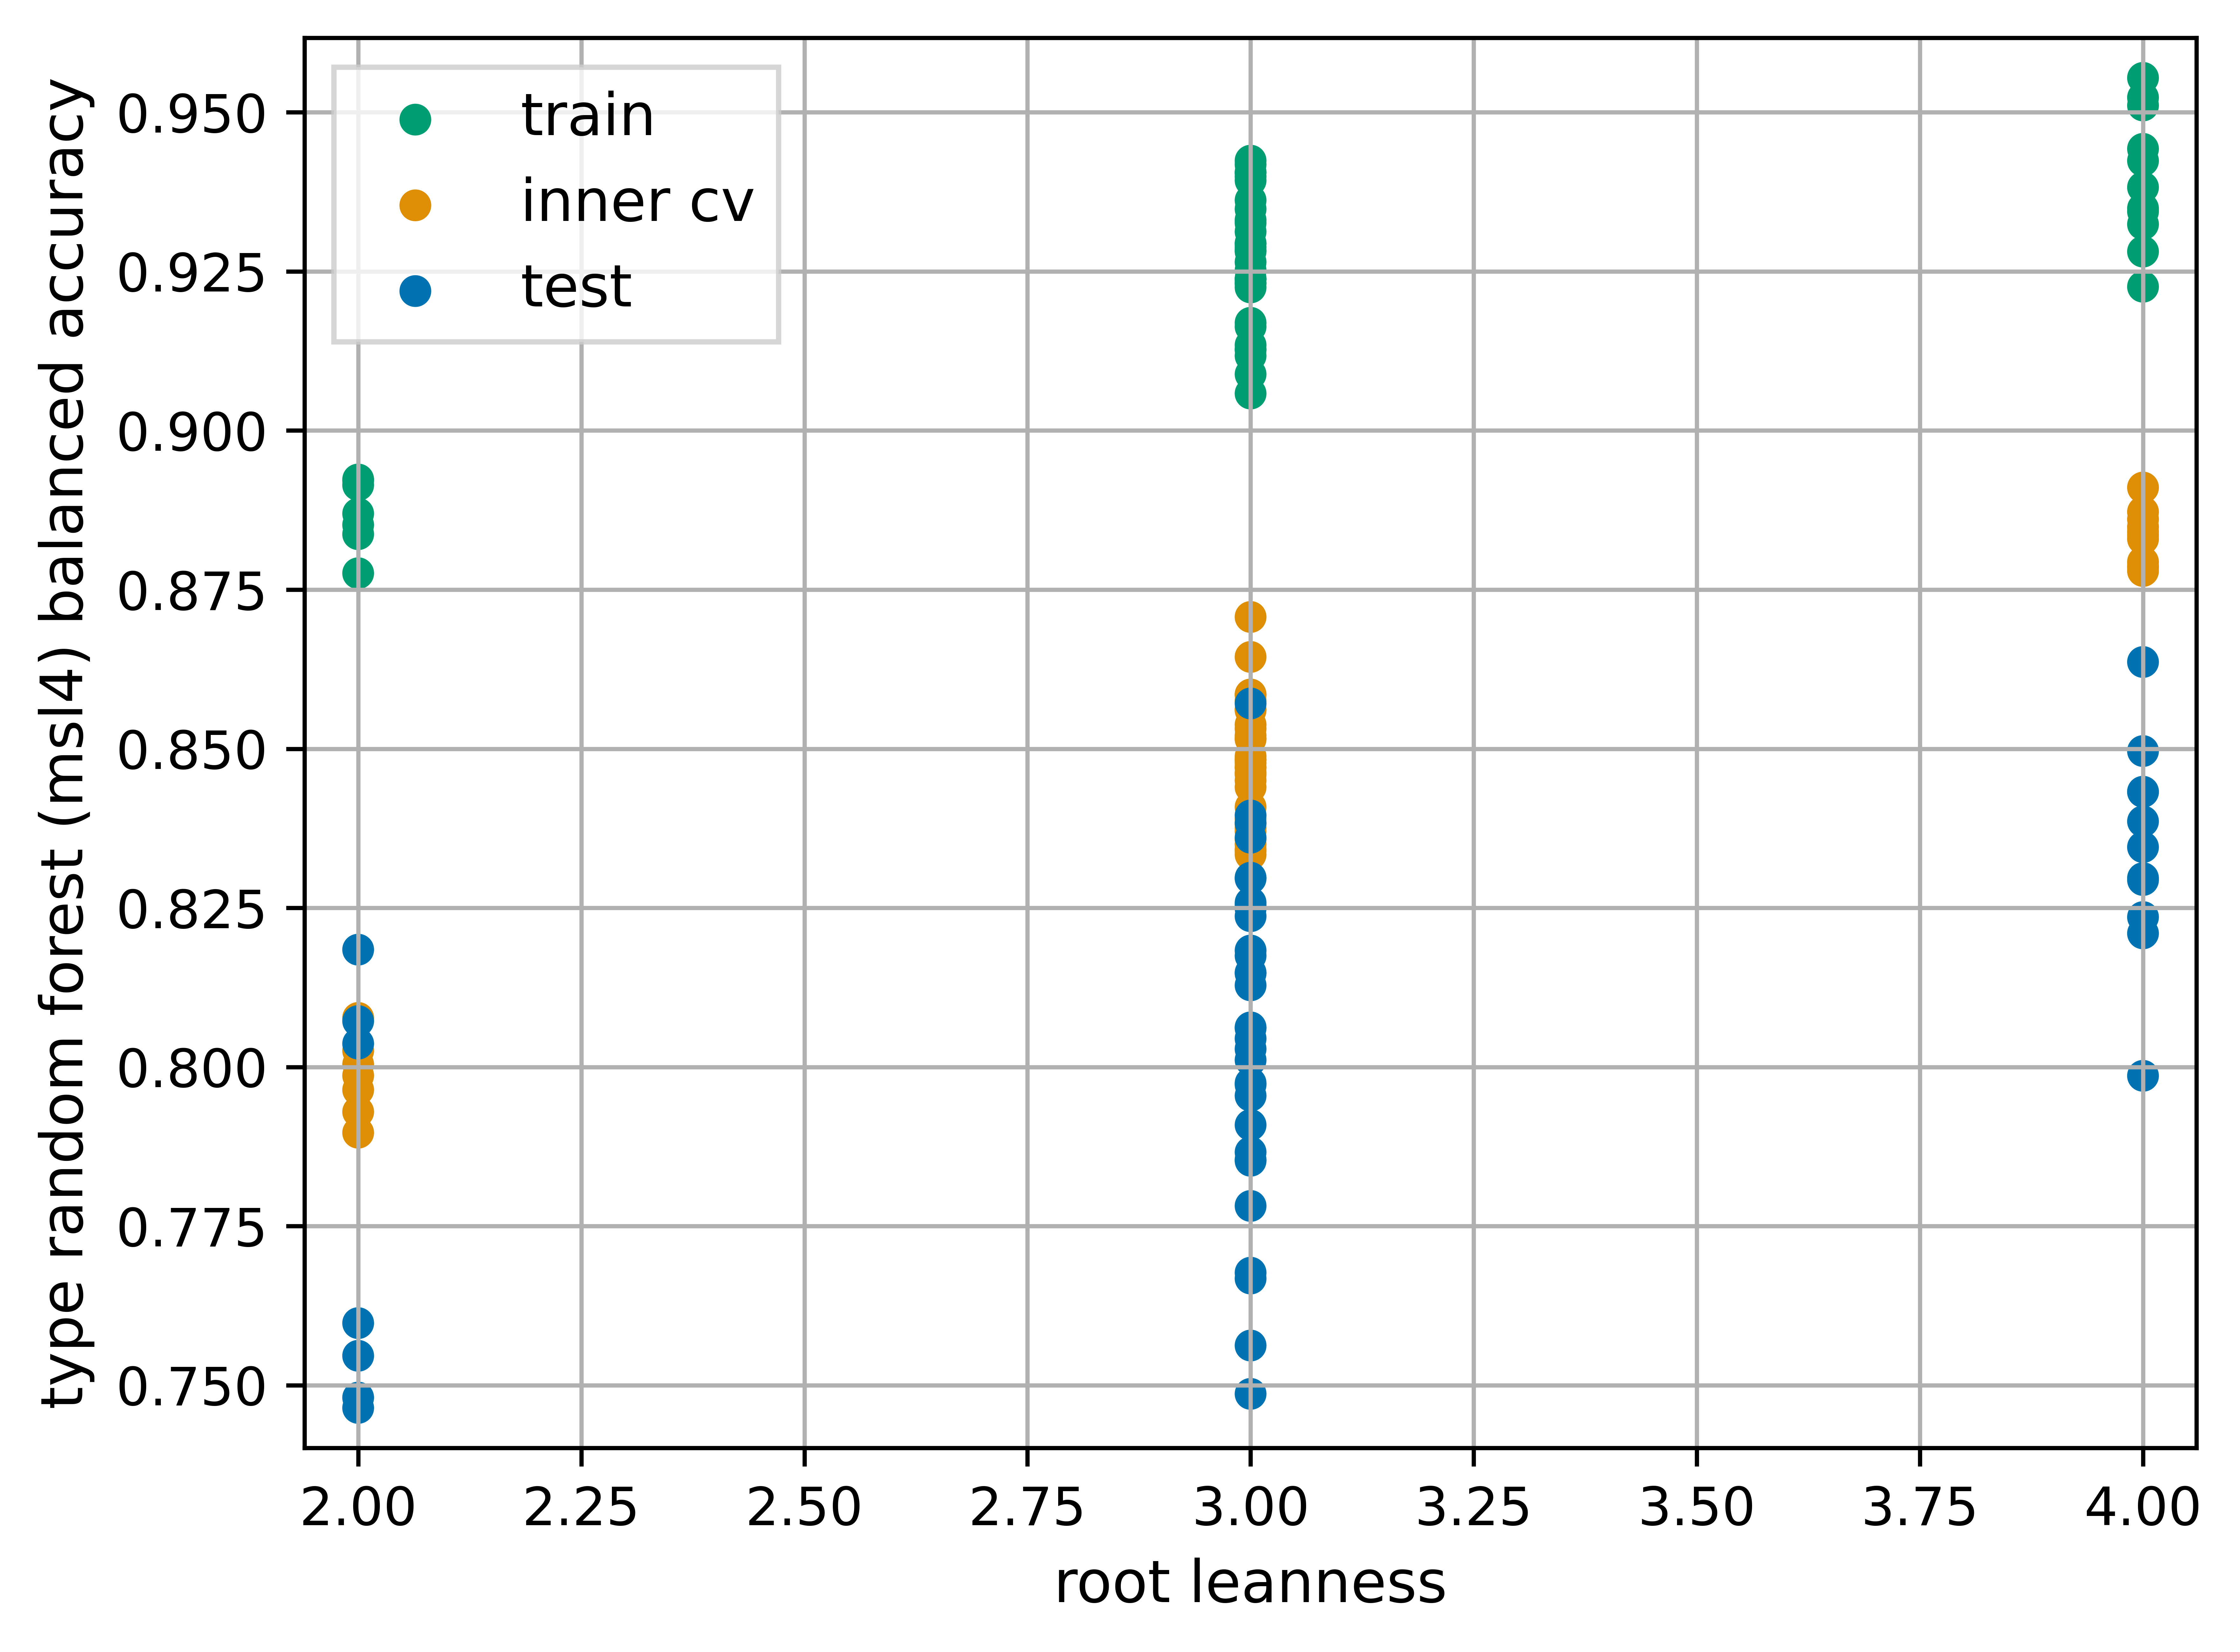 type random forest (msl4) balanced accuracy
0.950
0.925
0.900
0.875
0.850
0.825
0.800
0.775
0.750
train
inner cv
test
2.00 2.25 2.50 2.75 3.00 3.25 3.50 3.75 4.00
root leanness